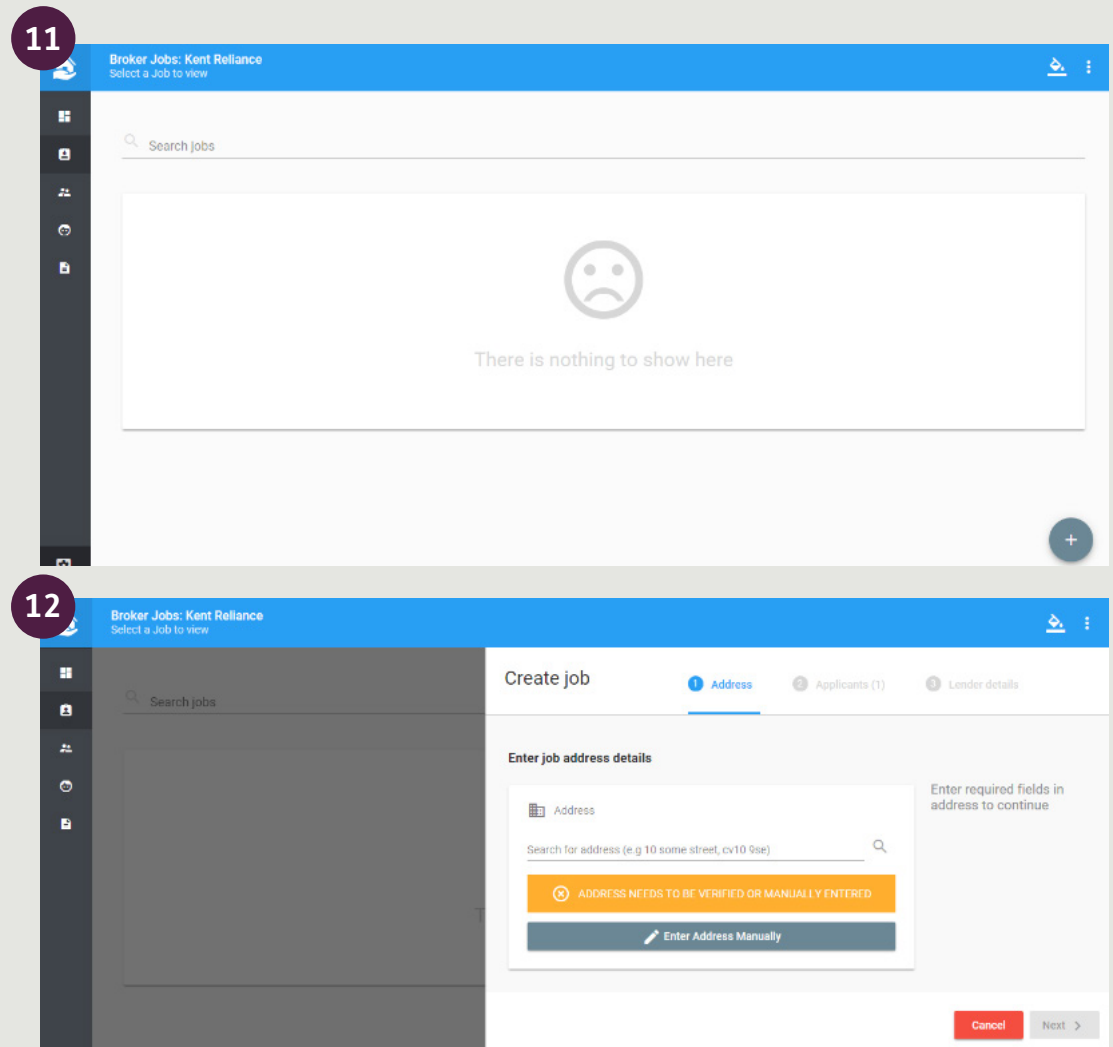 11
Broker Jobs: Kent Reliance
Select a Job to view
Search jobs
There is nothing to show here
+
12
Broker Jobs: Kent Reliance
Select a Job to view
Search jobs
T
Create job
1 Address
2 Applicants (1)
3 Lender details
Enter job address details
Address
Enter required fields in
address to continue
Search for address (e.g 10 some street, cv10 9se)
ADDRESS NEEDS TO BE VERIFIED OR MANUALLY ENTERED
Enter Address Manually
Cancel
Next >